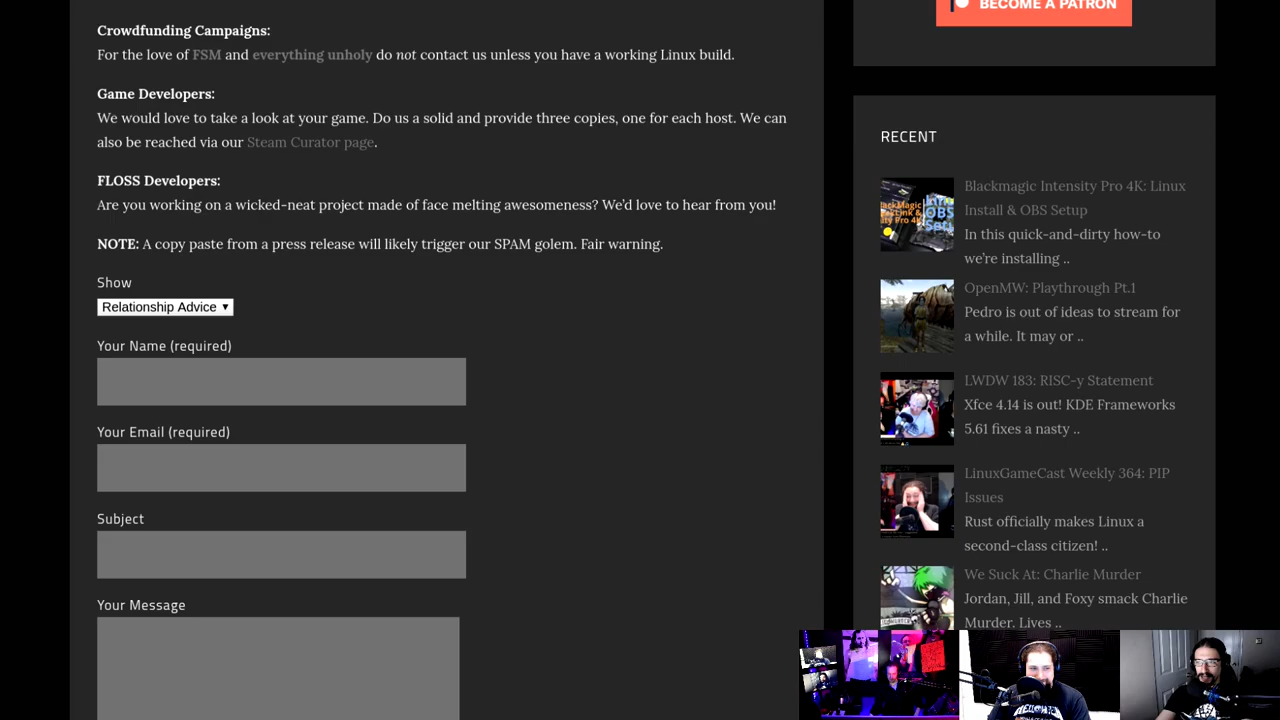 BECOME A PATRON
Crowdfunding Campaigns:
For the love of FSM and everything unholy do not contact us unless you have a working Linux build.
Game Developers:
We would love to take a look at your game. Do us a solid and provide three copies, one for each host. We can
also be reached via our Steam Curator page.
FLOSS Developers:
Are you working on a wicked-neat project made of face melting awesomeness? We'd love to hear from you!
NOTE: A copy paste from a press release will likely trigger our SPAM golem. Fair warning.
Show
Relationship Advice
Your Name (required)
Your Email (required)
Subject
Your Message
RECENT
Blackmagic Intensity Pro 4K: Linux
Install & OBS Setup
In this quick-and-dirty how-to
we're installing ..
OpenMW: Playthrough Pt.1
Pedro is out of ideas to stream for
a while. It may or ..
LWDW 183: RISC-y Statement
Xfce 4.14 is out! KDE Frameworks
5.61 fixes a nasty ..
LinuxGameCast Weekly 364: PIP
Issues
Rust officially makes Linux a
second-class citizen! ..
We Suck At: Charlie Murder
Jordan, Jill, and Foxy smack Charlie
Murder. Lives ..